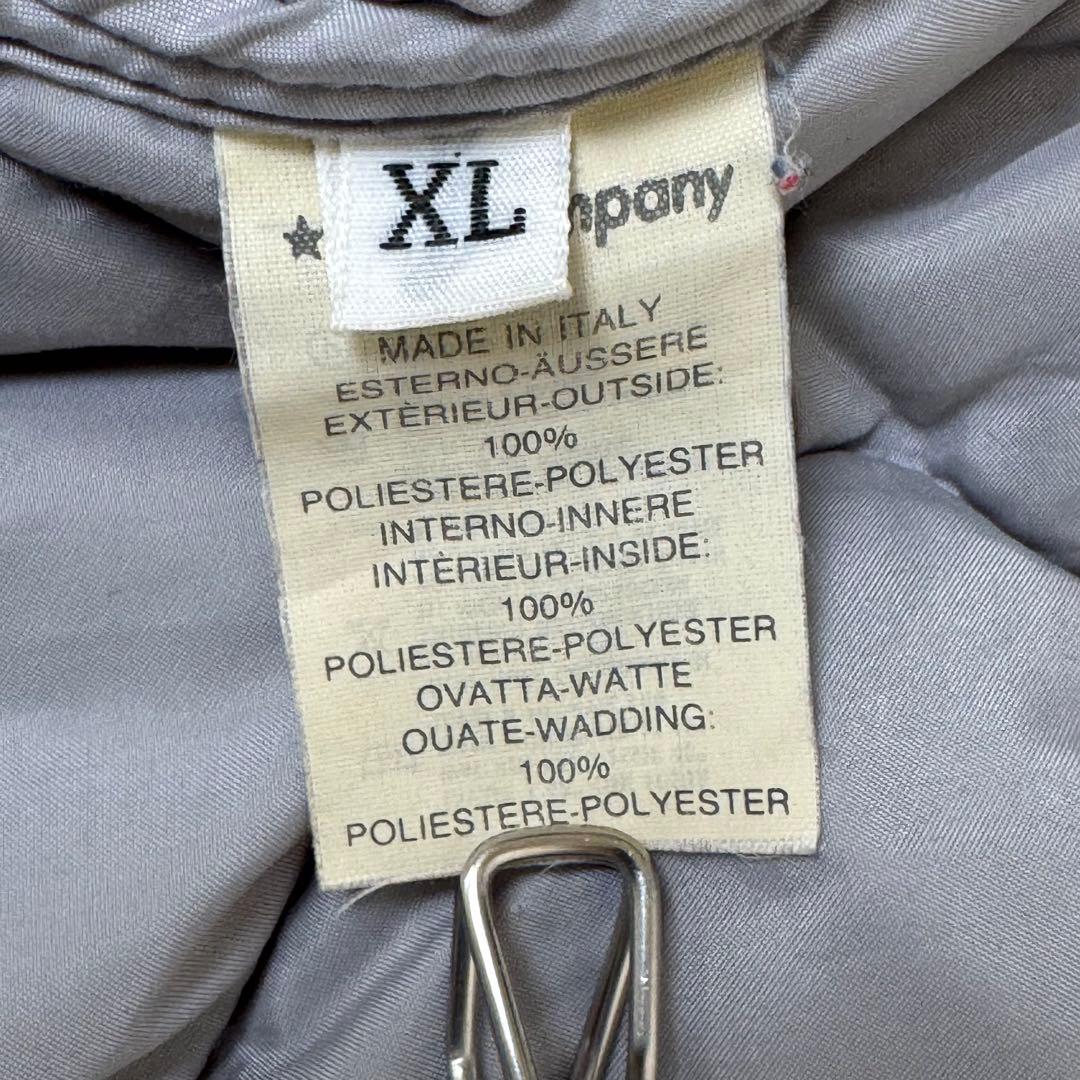 XL
★ mpany
MADE IN ITALY
ESTERNO-ÄUSSERE
EXTÈRIEUR-OUTSIDE:
100%
POLIESTERE-POLYESTER
INTERNO-INNERE
INTÈRIEUR-INSIDE:
100%
POLIESTERE-POLYESTER
OVATTA-WATTE
OUATE-WADDING:
100%
POLIESTERE-POLYESTER